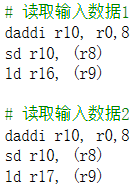 # 读取输入数据1
daddi r10, r0,8
sd r10, (r8)
ld r16, (r9)

# 读取输入数据2
daddi r10, r0,8
sd r10, (r8)
ld r17, (r9)